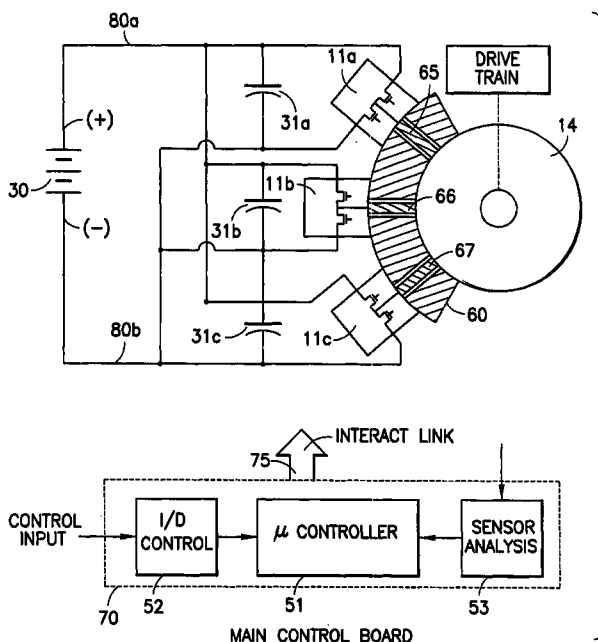 80a
11a
65
DRIVE
TRAIN
14
31a
(+)
30
11b
66
31b
(-)
67
60
31c
11c
80b
INTERACT LINK
75
CONTROL
INPUT
I/D
CONTROL
μ CONTROLLER
SENSOR
ANALYSIS
70
52
51
53
MAIN CONTROL BOARD